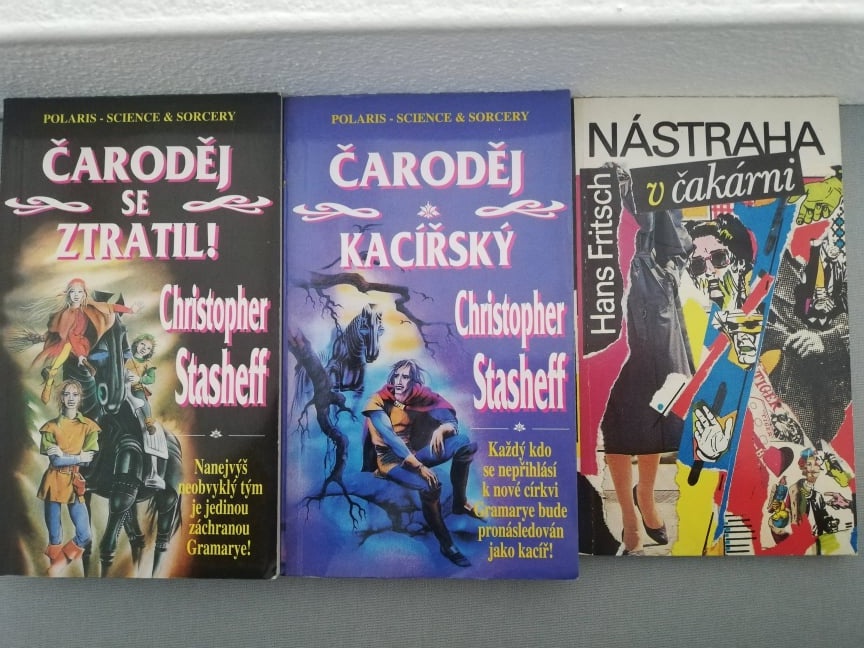 POLARIS - SCIENCE & SORCERY
ČARODĚJ
SE
ZTRATIL!
Christopher
Stasheff
Nanejvýš
neobvyklý tým
je jedinou
záchranou
Gramarye!
POLARIS - SCIENCE & SORCERY
ČARODĚJ
KACÍŘSKÝ
Christopher
Stasheff
Každý kdo
se nepřihlásí
k nové církvi
Gramarye bude
pronásledován
jako kacíř!
NÁSTRAHA
v čakárni
Hans Fritsch
TIGER